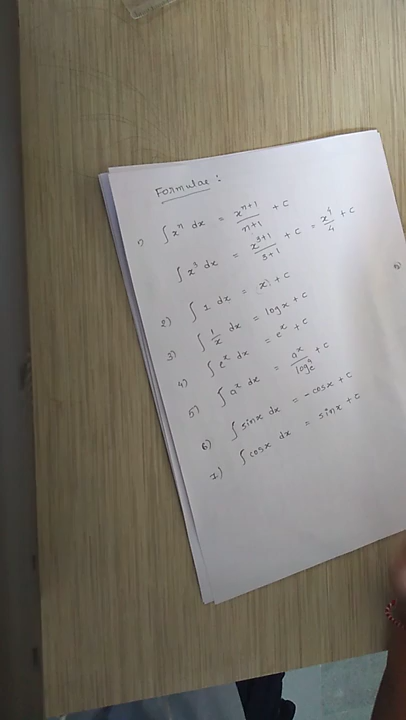 Formulae :
1) ∫ xⁿ dx = xⁿ⁺¹/n+1 + c
∫ x³ dx = x³⁺¹/3+1 + c = x⁴/4 + c
2) ∫ 1. dx = x + c
3) ∫ 1/x dx = log x + c
4) ∫ eˣ dx = eˣ + c
5) ∫ aˣ dx = aˣ/logₑa + c
6) ∫ sinx dx = -cosx + c
7) ∫ cosx dx = sinx + c